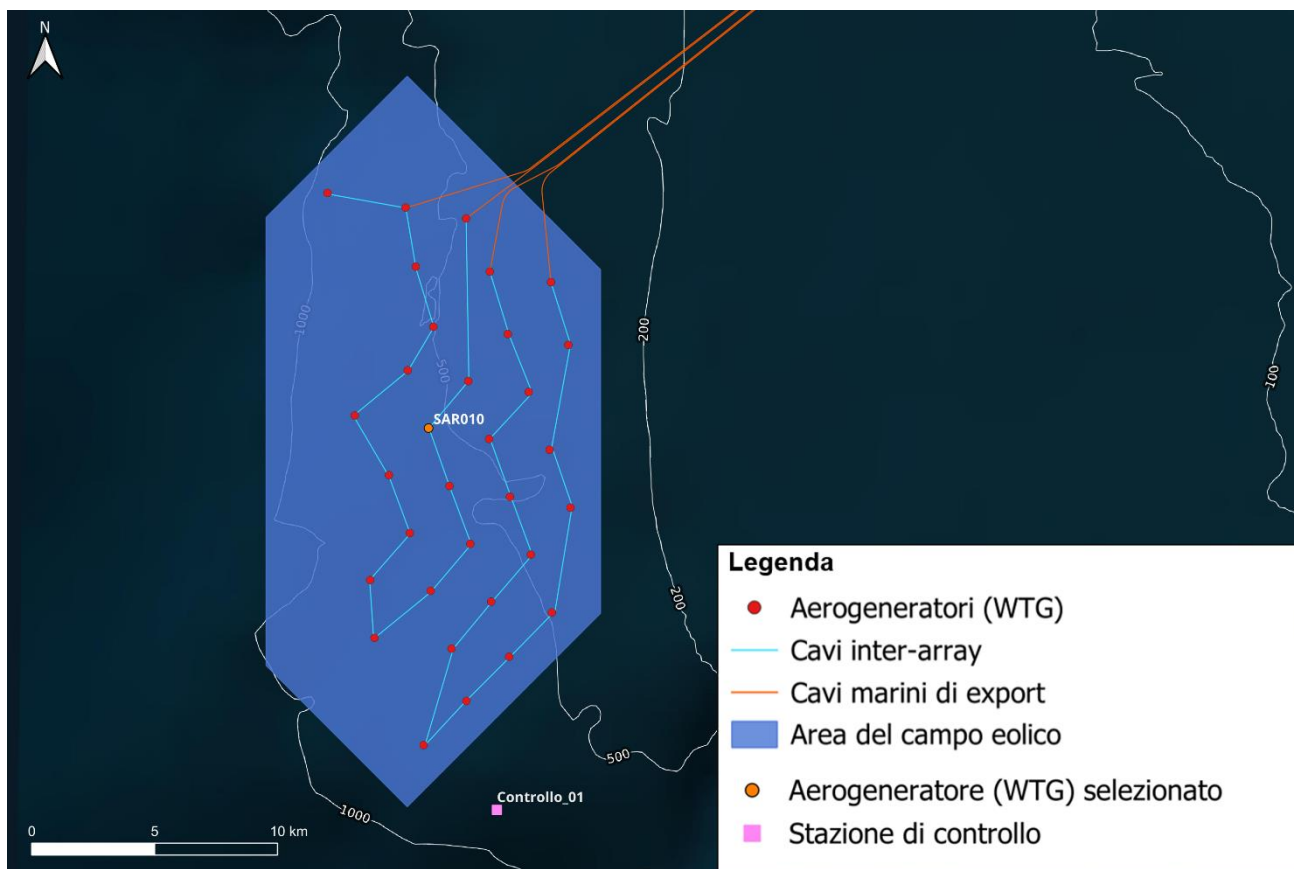 N
1000
500
200
100
SAR010
200
500
1000
Controllo_01
0 5 10 km
Legenda
Aerogeneratori (WTG)
Cavi inter-array
Cavi marini di export
Area del campo eolico
Aerogeneratore (WTG) selezionato
Stazione di controllo